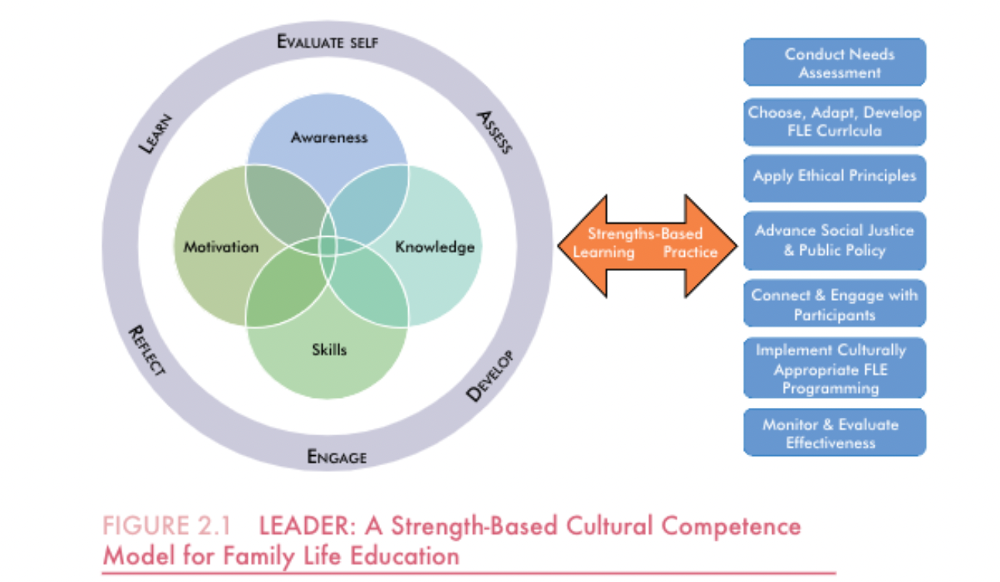 EVALUATE SELF
LEARN
ASSESS
Awareness
Motivation
Knowledge
Skills
REFLECT
DEVELOP
ENGAGE
Strengths-Based
Learning Practice
Conduct Needs
Assessment
Choose, Adapt, Develop
FLE Currlcula
Apply Ethical Principles
Advance Social Justice
& Public Policy
Connect & Engage with
Participants
Implement Culturally
Appropriate FLE
Programming
Monitor & Evaluate
Effectiveness
FIGURE 2.1 LEADER: A Strength-Based Cultural Competence
Model for Family Life Education